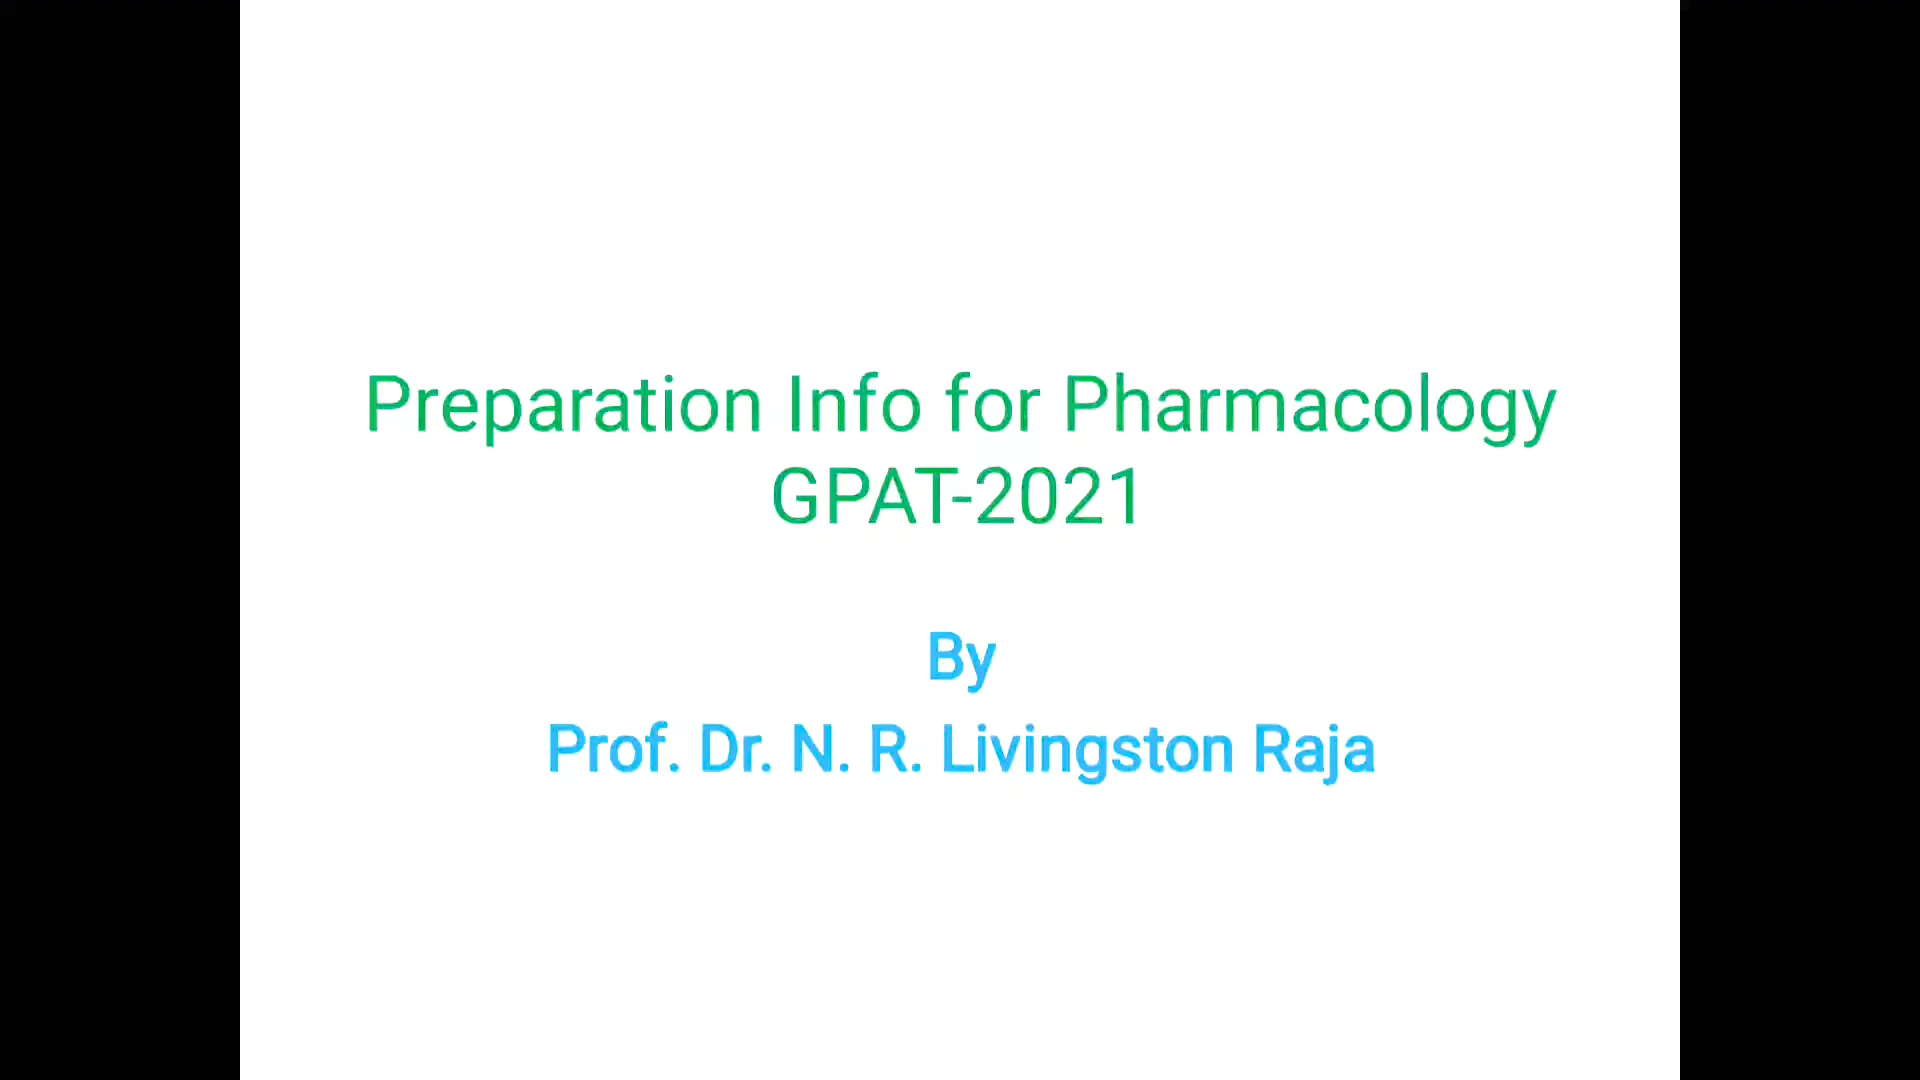 Preparation Info for Pharmacology
GPAT-2021
By
Prof. Dr. N. R. Livingston Raja